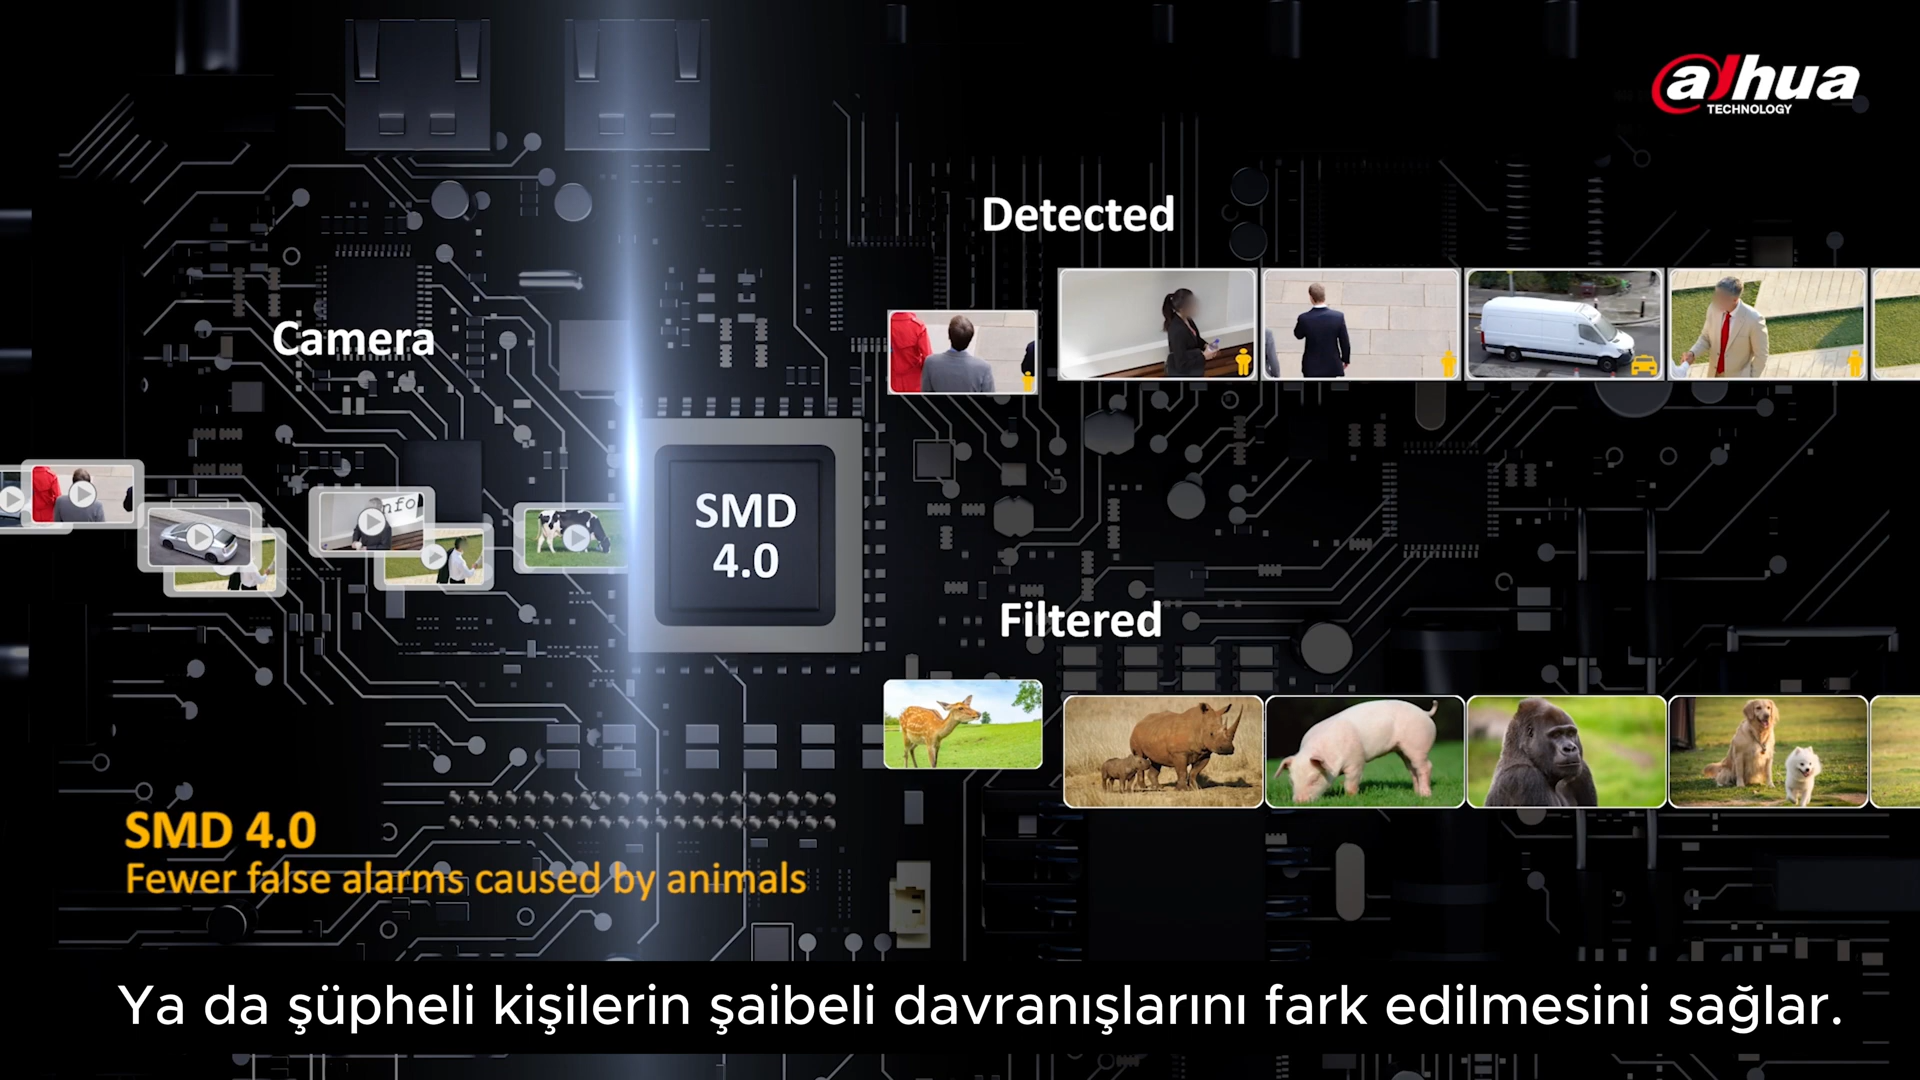 alhua
TECHNOLOGY
Detected
Camera
nfo
SMD
4.0
Filtered
SMD 4.0
Fewer false alarms caused by animals
Ya da şüpheli kişilerin şaibeli davranışlarını fark edilmesini sağlar.